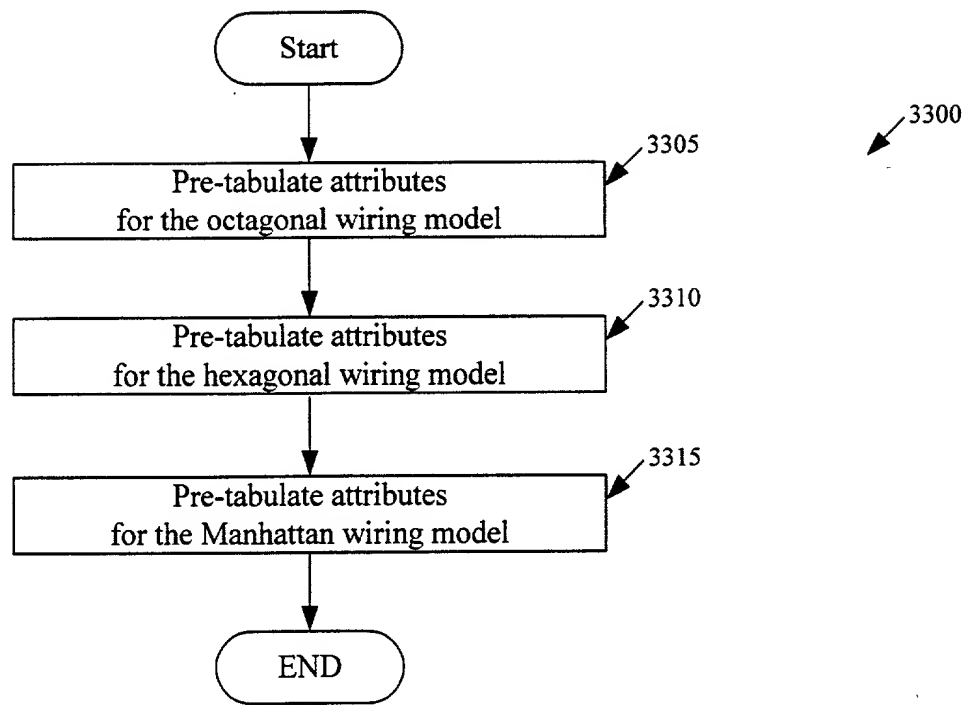 Start
3300
3305
Pre-tabulate attributes
for the octagonal wiring model
3310
Pre-tabulate attributes
for the hexagonal wiring model
3315
Pre-tabulate attributes
for the Manhattan wiring model
END